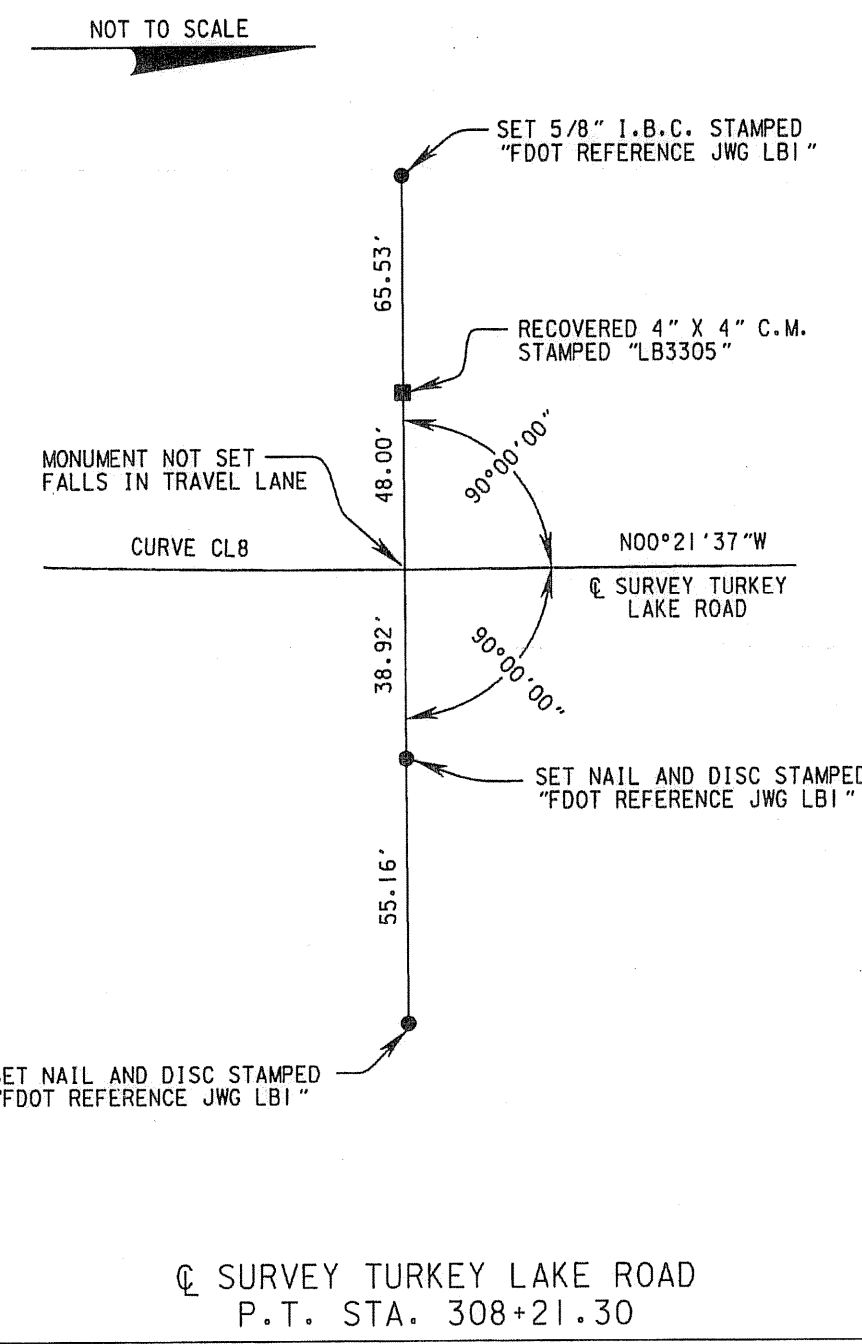 NOT TO SCALE
SET 5/8" I.B.C. STAMPED
"FDOT REFERENCE JWG LB1"
65.53'
RECOVERED 4" X 4" C.M.
STAMPED "LB3305"
90°00'00"
48.00'
MONUMENT NOT SET
FALLS IN TRAVEL LANE
CURVE CL8
N00°21'37"W
℄ SURVEY TURKEY
LAKE ROAD
38.92'
90°00'00"
SET NAIL AND DISC STAMPED
"FDOT REFERENCE JWG LB1"
55.16'
SET NAIL AND DISC STAMPED
"FDOT REFERENCE JWG LB1"
℄ SURVEY TURKEY LAKE ROAD
P.T. STA. 308+21.30